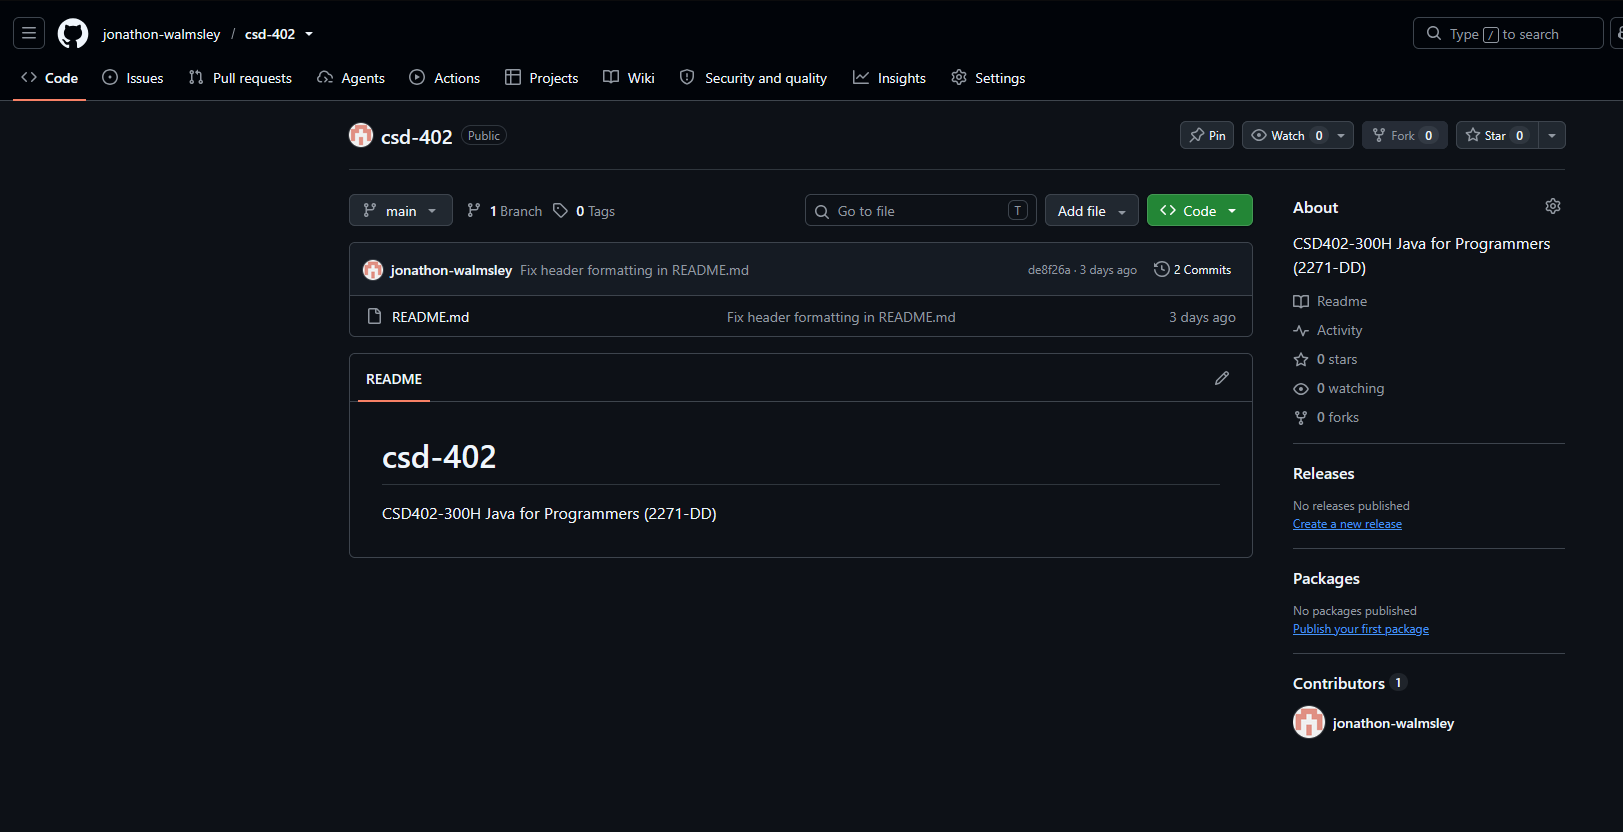 jonathon-walmsley / csd-402
Type / to search
Code Issues Pull requests Agents Actions Projects Wiki Security and quality Insights Settings
csd-402 Public
Pin Watch 0 Fork 0 Star 0
main 1 Branch 0 Tags Go to file T Add file Code
jonathon-walmsley Fix header formatting in README.md de8f26a · 3 days ago 2 Commits
README.md Fix header formatting in README.md 3 days ago
README
csd-402
CSD402-300H Java for Programmers (2271-DD)
About
CSD402-300H Java for Programmers
(2271-DD)
Readme
Activity
0 stars
0 watching
0 forks
Releases
No releases published
Create a new release
Packages
No packages published
Publish your first package
Contributors 1
jonathon-walmsley